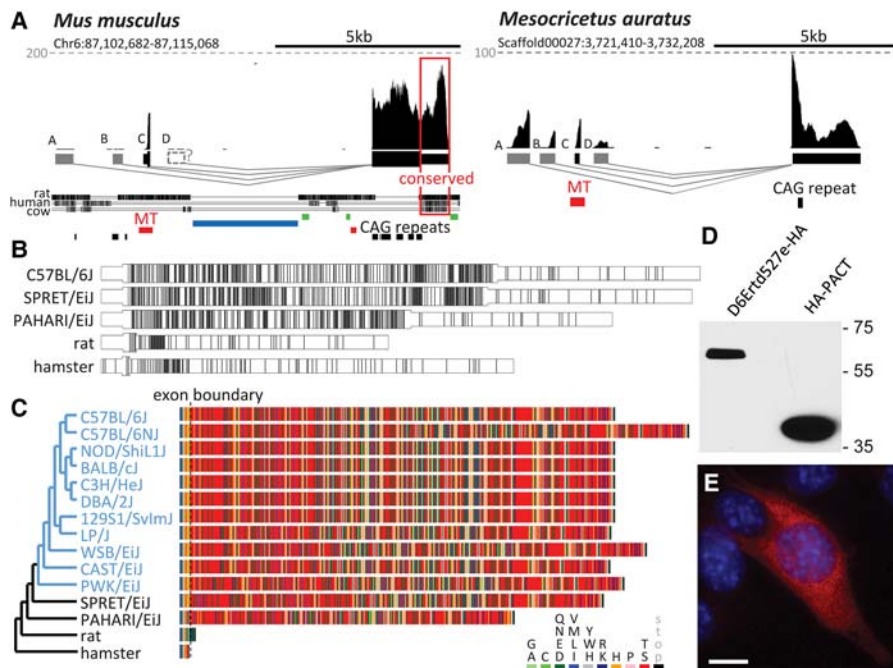 A
Mus musculus
Chr6:87,102,682-87,115,068
5kb
200
A B C D
?
conserved
rat
human
cow
MT
CAG repeats
Mesocricetus auratus
Scaffold00027:3,721,410-3,732,208
5kb
100
A B C D
MT
CAG repeat
B
C57BL/6J
SPRET/EiJ
PAHARI/EiJ
rat
hamster
C
exon boundary
C57BL/6J
C57BL/6NJ
NOD/ShiL1J
BALB/cJ
C3H/HeJ
DBA/2J
129S1/SvImJ
LP/J
WSB/EiJ
CAST/EiJ
PWK/EiJ
SPRET/EiJ
PAHARI/EiJ
rat
hamster
Q V
N M Y
G E L W R T
A C D I H K H P S
stop
D
D6Ertd527e-HA
HA-PACT
- 75
- 55
- 35
E